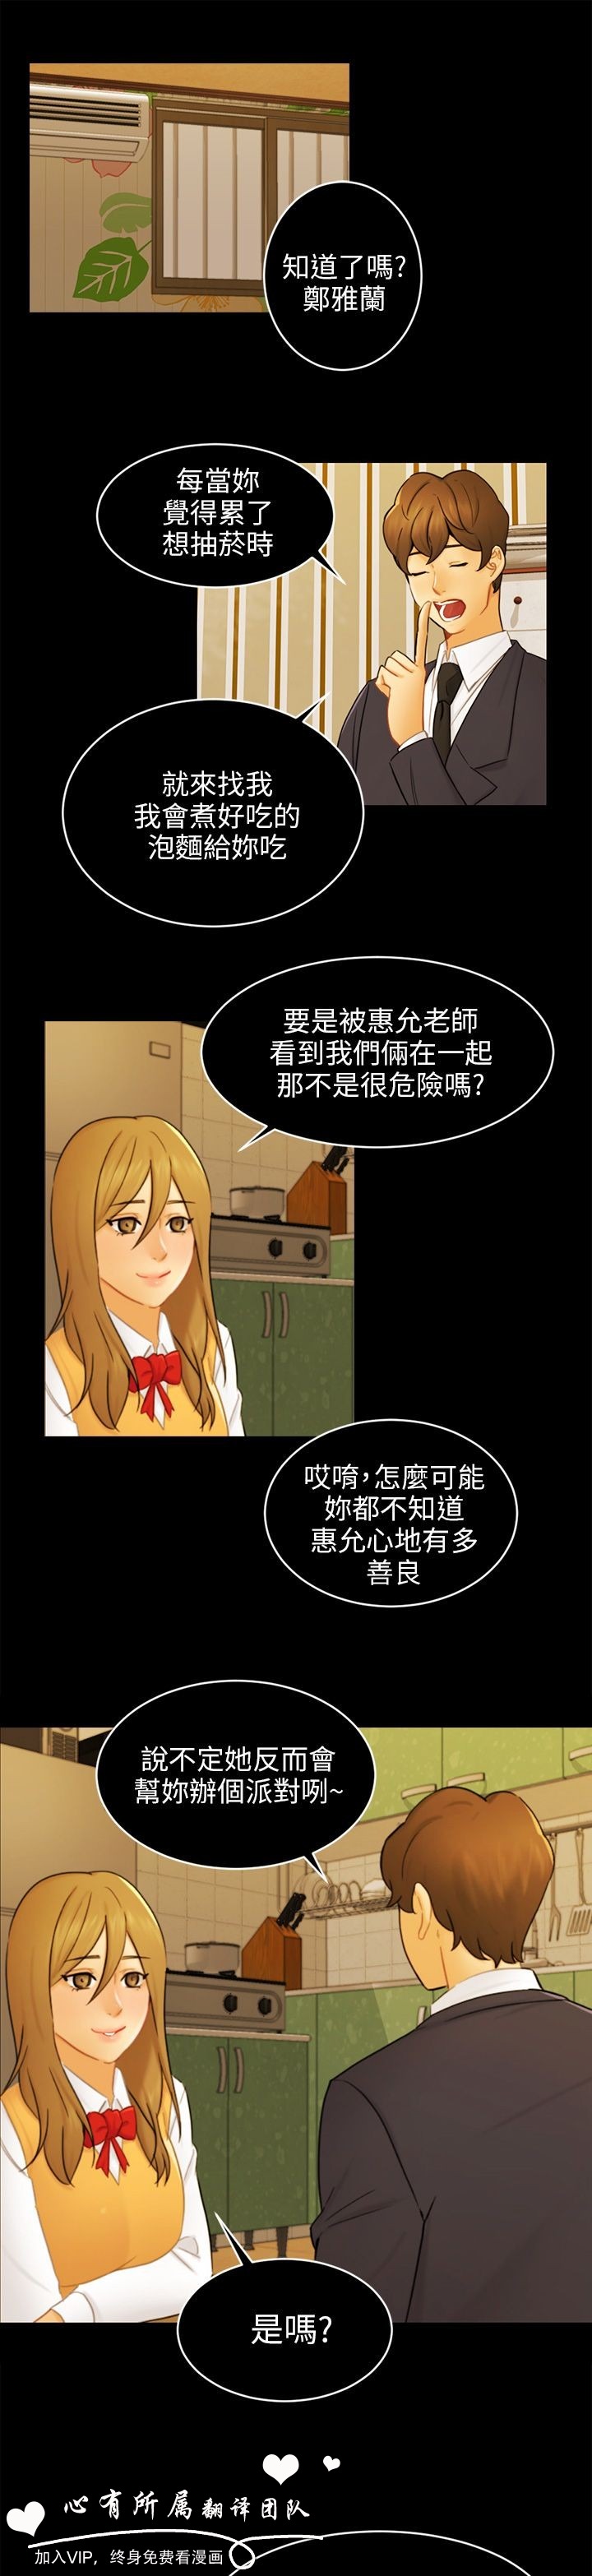 知道了嗎?
鄭雅蘭
每當妳
覺得累了
想抽菸時
就來找我
我會煮好吃的
泡麵給妳吃
要是被惠允老師
看到我們倆在一起
那不是很危險嗎?
哎唷,怎麼可能
妳都不知道
惠允心地有多
善良
說不定她反而會
幫妳辦個派對咧~
是嗎?
心有所属翻译团队
加入VIP，终身免费看漫画